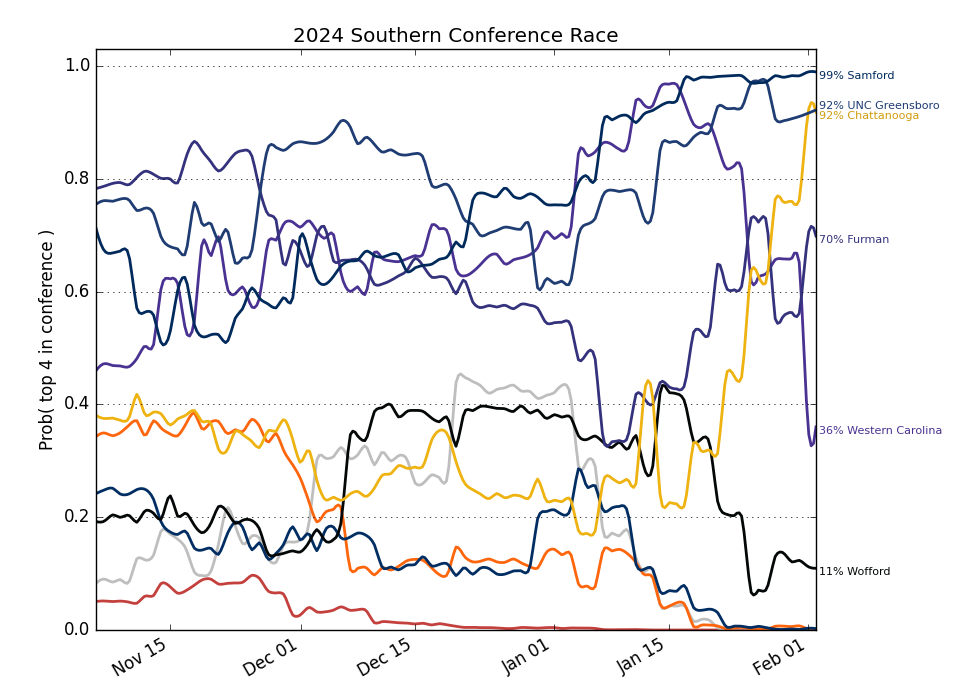 2024 Southern Conference Race
Prob( top 4 in conference )
1.0
0.8
0.6
0.4
0.2
0.0
Nov 15
Dec 01
Dec 15
Jan 01
Jan 15
Feb 01
99% Samford
92% UNC Greensboro
92% Chattanooga
70% Furman
36% Western Carolina
11% Wofford